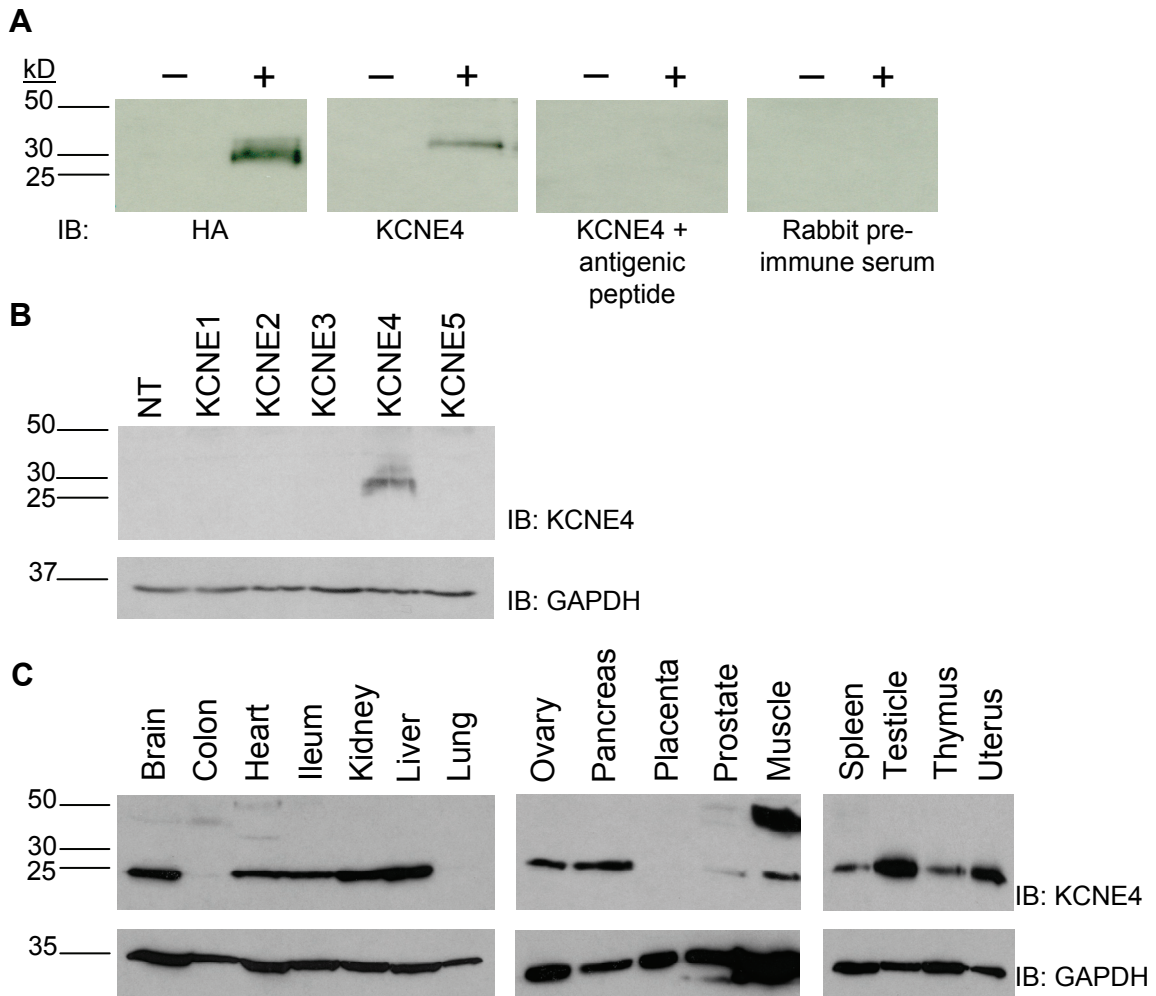 A
kD
− + − + − + − +
50
30
25
IB: HA KCNE4 KCNE4 + Rabbit pre-
antigenic immune serum
peptide
B
NT KCNE1 KCNE2 KCNE3 KCNE4 KCNE5
50
30
25
IB: KCNE4
37
IB: GAPDH
C
Brain Colon Heart Ileum Kidney Liver Lung Ovary Pancreas Placenta Prostate Muscle Spleen Testicle Thymus Uterus
50
30
25
IB: KCNE4
35
IB: GAPDH